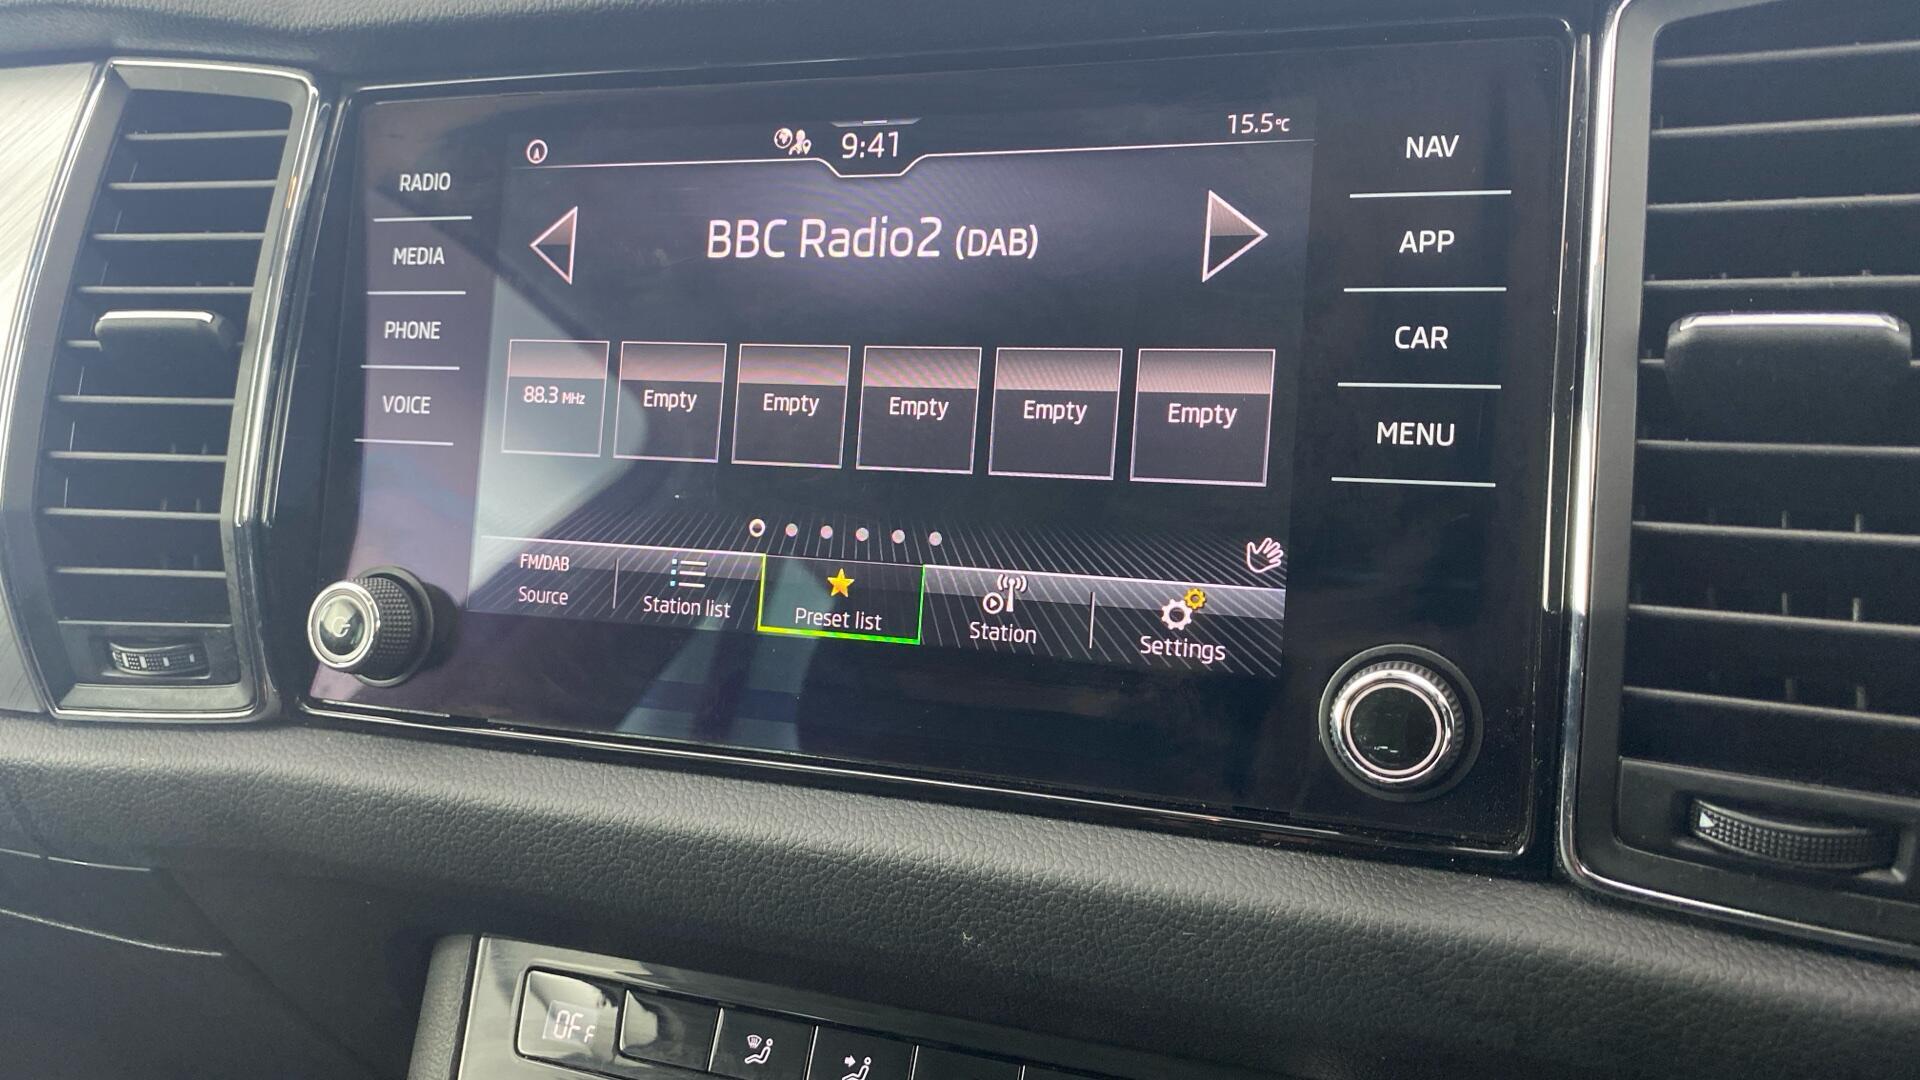 9:41
15.5°C
RADIO
MEDIA
PHONE
VOICE
BBC Radio2 (DAB)
88.3 MHz
Empty
Empty
Empty
Empty
Empty
FM/DAB
Source
Station list
Preset list
Station
Settings
NAV
APP
CAR
MENU
OFF